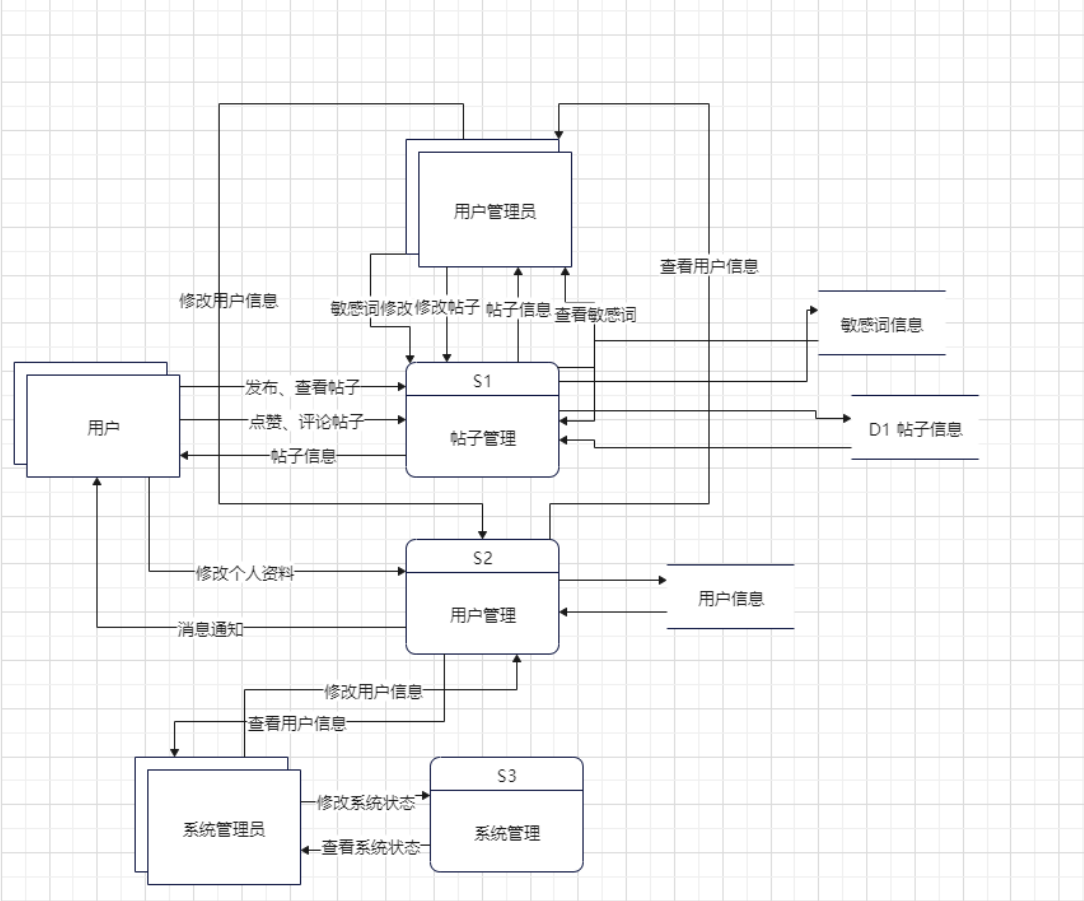 用户管理员
查看用户信息
修改用户信息
敏感词修改
修改帖子
帖子信息
查看敏感词
敏感词信息
S1
发布、查看帖子
用户
点赞、评论帖子
帖子管理
D1 帖子信息
帖子信息
S2
修改个人资料
用户信息
用户管理
消息通知
修改用户信息
查看用户信息
S3
修改系统状态
系统管理员
系统管理
查看系统状态